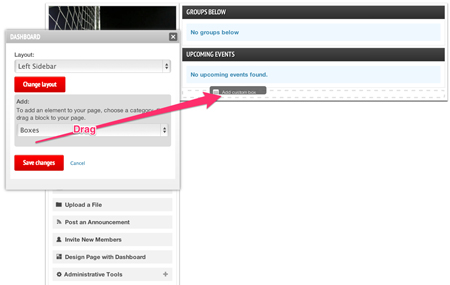 DASHBOARD
Layout:
Left Sidebar
Change layout
Add:
To add an element to your page, choose a category, and
drag a block to your page.
Boxes
Drag
Save changes
Cancel
Upload a File
Post an Announcement
Invite New Members
Design Page with Dashboard
Administrative Tools
GROUPS BELOW
No groups below
UPCOMING EVENTS
No upcoming events found.
Add custom box